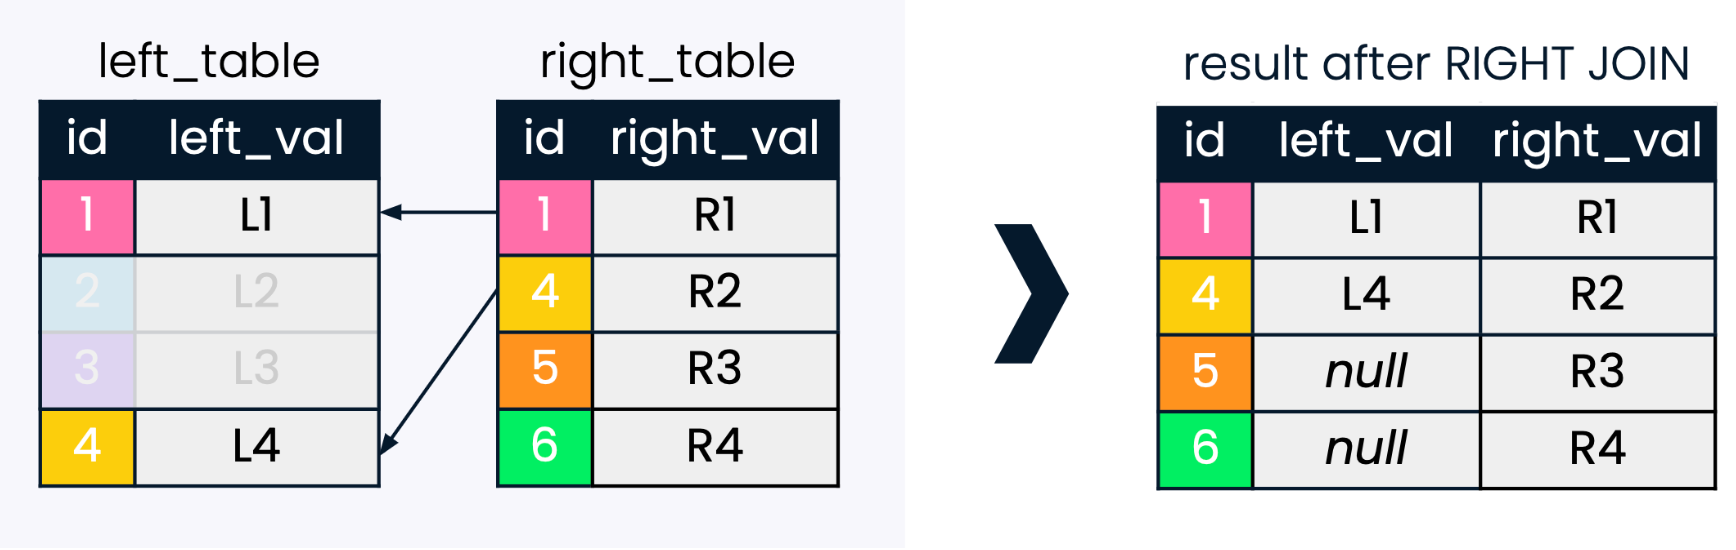 left_table
id left_val
1 L1
2 L2
3 L3
4 L4
right_table
id right_val
1 R1
4 R2
5 R3
6 R4
result after RIGHT JOIN
id left_val right_val
1 L1 R1
4 L4 R2
5 null R3
6 null R4